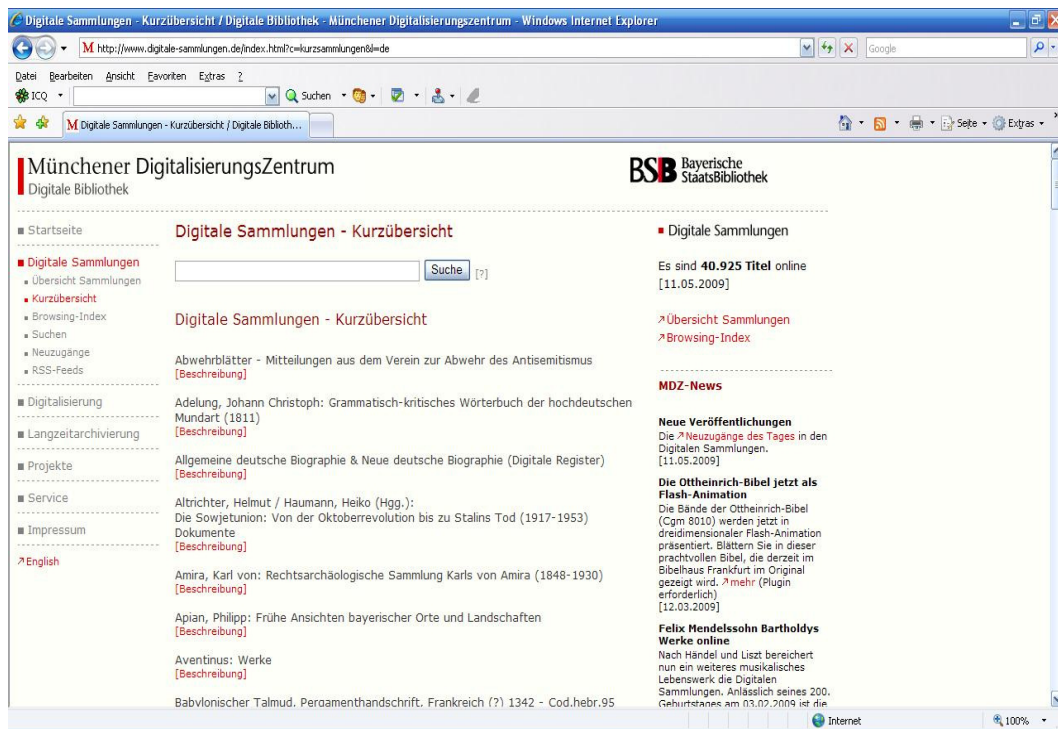 Digitale Sammlungen - Kurzübersicht / Digitale Bibliothek - Münchener Digitalisierungszentrum - Windows Internet Explorer
http://www.digitale-sammlungen.de/index.html?c=kurzsammlungen&l=de
Google
Datei Bearbeiten Ansicht Favoriten Extras ?
ICQ Suchen
M Digitale Sammlungen - Kurzübersicht / Digitale Biblioth...
Seite Extras
Münchener DigitalisierungsZentrum
Digitale Bibliothek
BSB Bayerische
StaatsBibliothek
Startseite
Digitale Sammlungen
Übersicht Sammlungen
Kurzübersicht
Browsing-Index
Suchen
Neuzugänge
RSS-Feeds
Digitalisierung
Langzeitarchivierung
Projekte
Service
Impressum
English
Digitale Sammlungen - Kurzübersicht
Suche [?]
Digitale Sammlungen - Kurzübersicht
Abwehrblätter - Mitteilungen aus dem Verein zur Abwehr des Antisemitismus
[Beschreibung]
Adelung, Johann Christoph: Grammatisch-kritisches Wörterbuch der hochdeutschen
Mundart (1811)
[Beschreibung]
Allgemeine deutsche Biographie & Neue deutsche Biographie (Digitale Register)
[Beschreibung]
Altrichter, Helmut / Haumann, Heiko (Hgg.):
Die Sowjetunion: Von der Oktoberrevolution bis zu Stalins Tod (1917-1953)
Dokumente
[Beschreibung]
Amira, Karl von: Rechtsarchäologische Sammlung Karls von Amira (1848-1930)
[Beschreibung]
Apian, Philipp: Frühe Ansichten bayerischer Orte und Landschaften
[Beschreibung]
Aventinus: Werke
[Beschreibung]
Babylonischer Talmud. Pergamenthandschrift. Frankreich (?) 1342 - Cod.hebr.95
Digitale Sammlungen
Es sind 40.925 Titel online
[11.05.2009]
Übersicht Sammlungen
Browsing-Index
MDZ-News
Neue Veröffentlichungen
Die Neuzugänge des Tages in den
Digitalen Sammlungen.
[11.05.2009]
Die Ottheinrich-Bibel jetzt als
Flash-Animation
Die Bände der Ottheinrich-Bibel
(Cgm 8010) werden jetzt in
dreidimensionaler Flash-Animation
präsentiert. Blättern Sie in dieser
prachtvollen Bibel, die derzeit im
Bibelhaus Frankfurt im Original
gezeigt wird. mehr (Plugin
erforderlich)
[12.03.2009]
Felix Mendelssohn Bartholdys
Werke online
Nach Händel und Liszt bereichert
nun ein weiteres musikalisches
Lebenswerk die Digitalen
Sammlungen. Anlässlich seines 200.
Geburtstages am 03.02.2009 ist die
Internet 100%